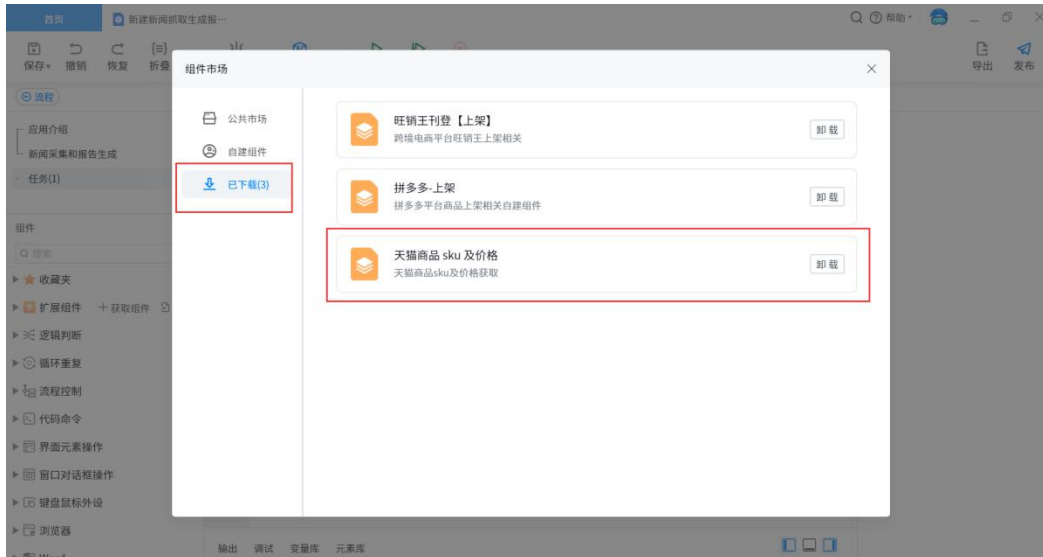 首页
新建新闻抓取生成报…
帮助
保存
撤销
恢复
折叠
导出
发布
流程
应用介绍
新闻采集和报告生成
任务(1)
组件
搜索
收藏夹
扩展组件
获取组件
逻辑判断
循环重复
流程控制
代码命令
界面元素操作
窗口对话框操作
键盘鼠标外设
浏览器
组件市场
公共市场
自建组件
已下载(3)
旺销王刊登【上架】
跨境电商平台旺销王上架相关
卸载
拼多多-上架
拼多多平台商品上架相关自建组件
卸载
天猫商品 sku 及价格
天猫商品sku及价格获取
卸载
输出
调试
变量库
元素库